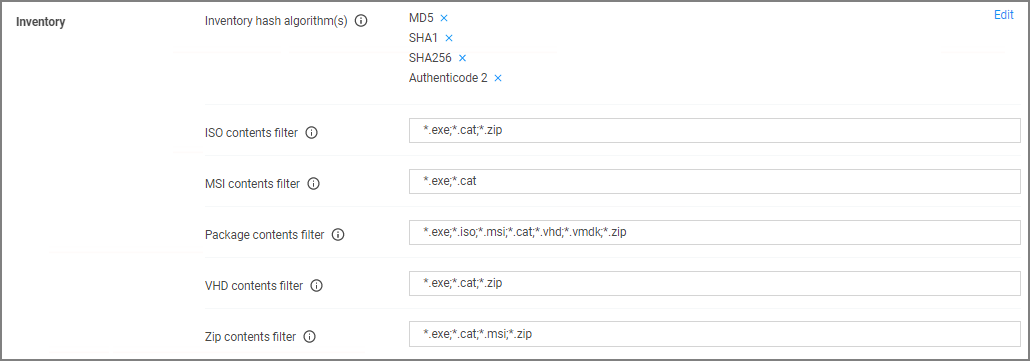 Inventory
Inventory hash algorithm(s)
MD5
Edit
SHA1
SHA256
Authenticode 2
ISO contents filter
*.exe;*.cat;*.zip
MSI contents filter
*.exe;*.cat
Package contents filter
*.exe;*.iso;*.msi;*.cat;*.vhd;*.vmdk;*.zip
VHD contents filter
*.exe;*.cat;*.zip
Zip contents filter
*.exe;*.cat;*.msi;*.zip